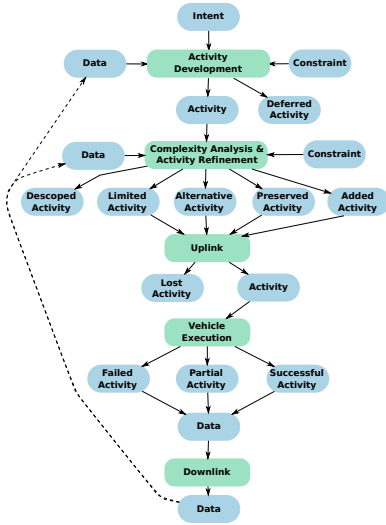 Intent
Data
Activity
Development
Constraint
Activity
Deferred
Activity
Data
Complexity Analysis &
Activity Refinement
Constraint
Descoped
Activity
Limited
Activity
Alternative
Activity
Preserved
Activity
Added
Activity
Uplink
Lost
Activity
Activity
Vehicle
Execution
Failed
Activity
Partial
Activity
Successful
Activity
Data
Downlink
Data